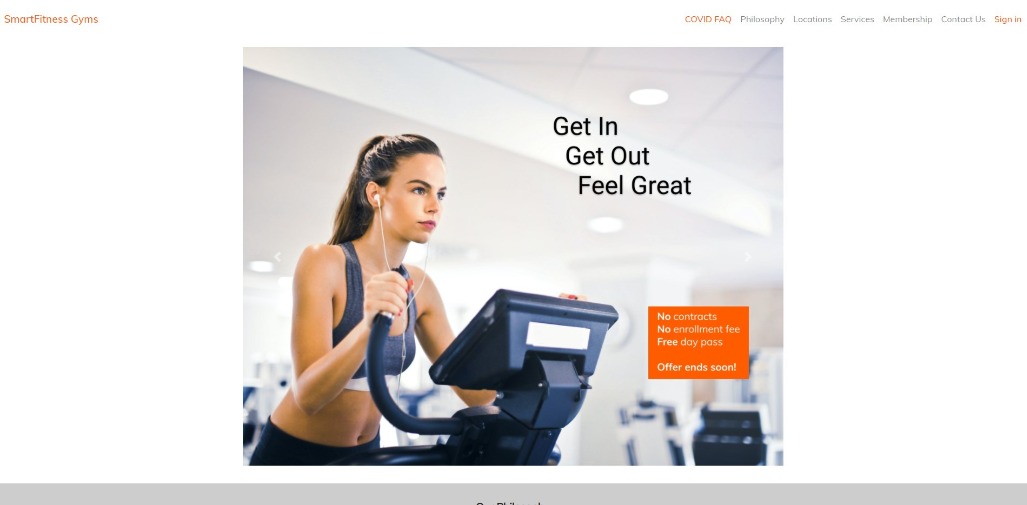 SmartFitness Gyms
COVID FAQ Philosophy Locations Services Membership Contact Us Sign in
Get In
Get Out
Feel Great
No contracts
No enrollment fee
Free day pass
Offer ends soon!